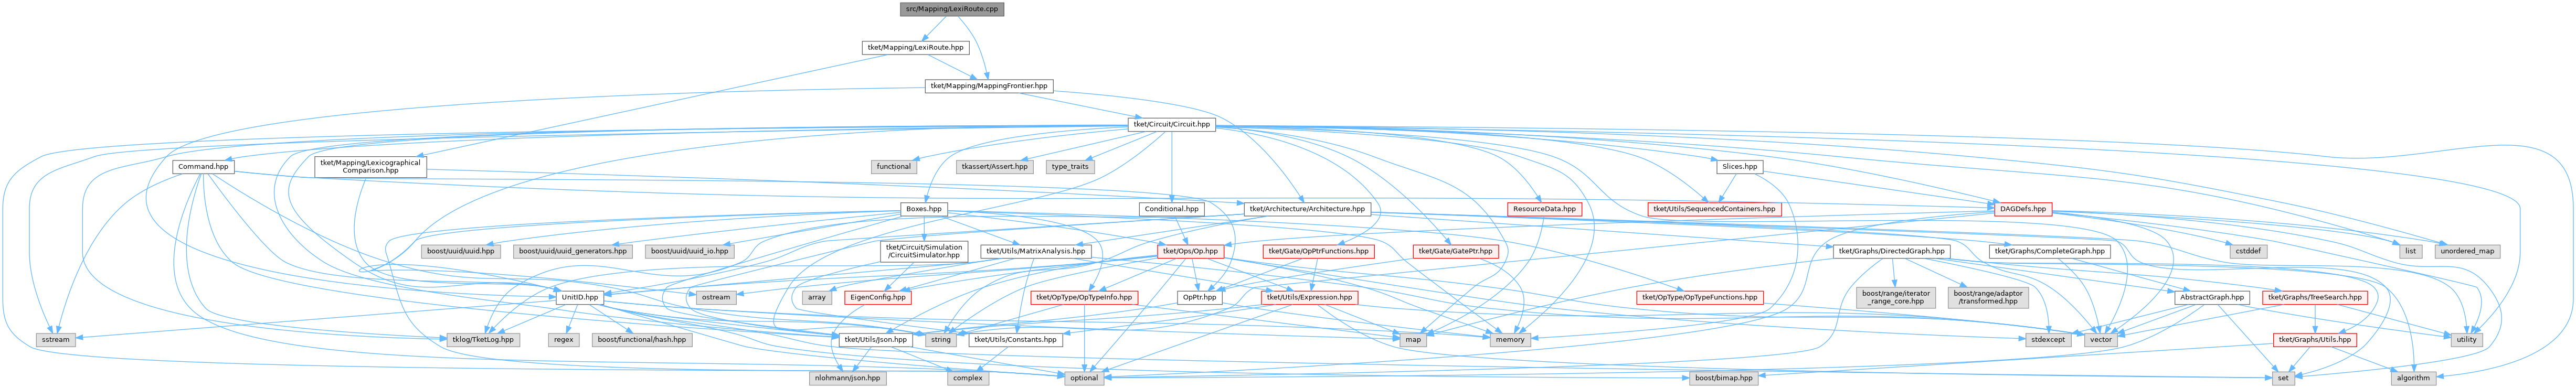 src/Mapping/LexiRoute.cpp
tket/Mapping/LexiRoute.hpp
tket/Mapping/MappingFrontier.hpp
tket/Circuit/Circuit.hpp
Command.hpp
tket/Mapping/Lexicographical
Comparison.hpp
functional
tkassert/Assert.hpp
type_traits
Slices.hpp
Boxes.hpp
Conditional.hpp
tket/Architecture/Architecture.hpp
ResourceData.hpp
tket/Utils/SequencedContainers.hpp
DAGDefs.hpp
boost/uuid/uuid.hpp
boost/uuid/uuid_generators.hpp
boost/uuid/uuid_io.hpp
tket/Circuit/Simulation
/CircuitSimulator.hpp
tket/Utils/MatrixAnalysis.hpp
tket/Ops/Op.hpp
tket/Gate/OpPtrFunctions.hpp
tket/Gate/GatePtr.hpp
tket/Graphs/DirectedGraph.hpp
tket/Graphs/CompleteGraph.hpp
cstddef
list
unordered_map
UnitID.hpp
ostream
array
EigenConfig.hpp
tket/OpType/OpTypeInfo.hpp
OpPtr.hpp
tket/Utils/Expression.hpp
tket/OpType/OpTypeFunctions.hpp
boost/range/iterator
_range_core.hpp
boost/range/adaptor
/transformed.hpp
AbstractGraph.hpp
tket/Graphs/TreeSearch.hpp
sstream
tklog/TketLog.hpp
regex
boost/functional/hash.hpp
tket/Utils/Json.hpp
string
tket/Utils/Constants.hpp
map
memory
stdexcept
vector
tket/Graphs/Utils.hpp
utility
nlohmann/json.hpp
complex
optional
boost/bimap.hpp
set
algorithm